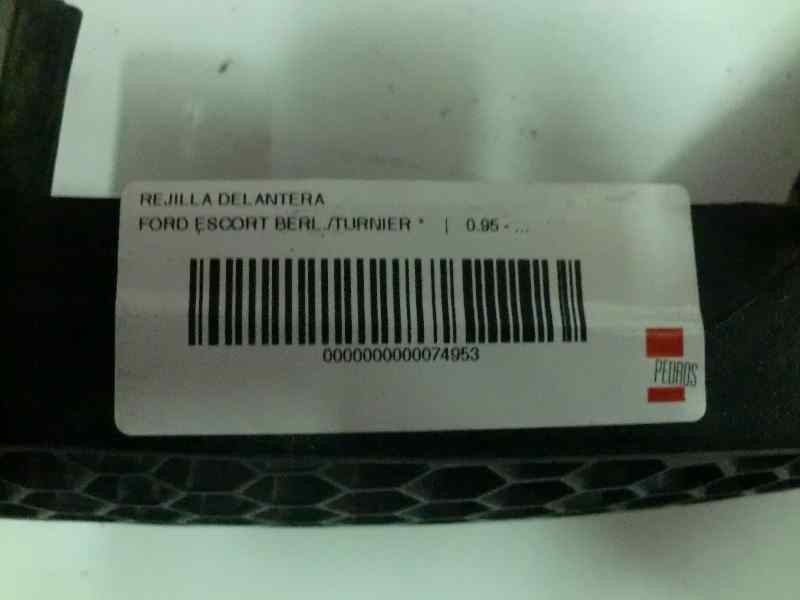 REJILLA DELANTERA
FORD ESCORT BERL./TURNIER * | 0.95 - ...
0000000000074953
PEDROS